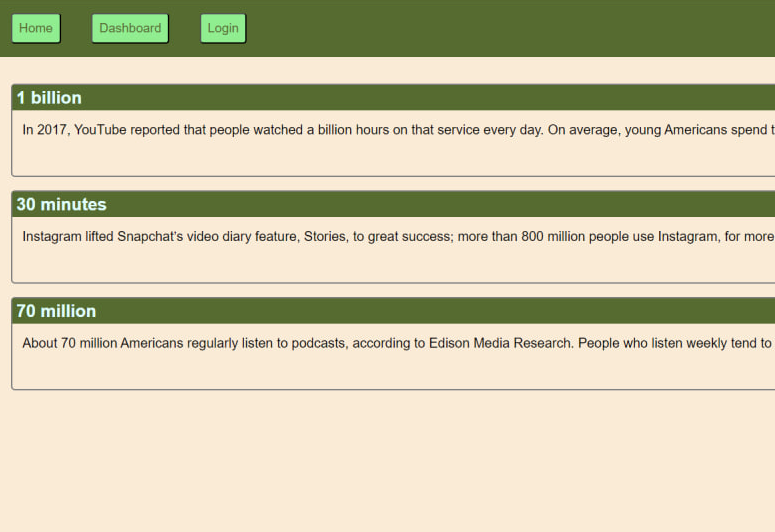 Home Dashboard Login
1 billion
In 2017, YouTube reported that people watched a billion hours on that service every day. On average, young Americans spend t
30 minutes
Instagram lifted Snapchat's video diary feature, Stories, to great success; more than 800 million people use Instagram, for more
70 million
About 70 million Americans regularly listen to podcasts, according to Edison Media Research. People who listen weekly tend to